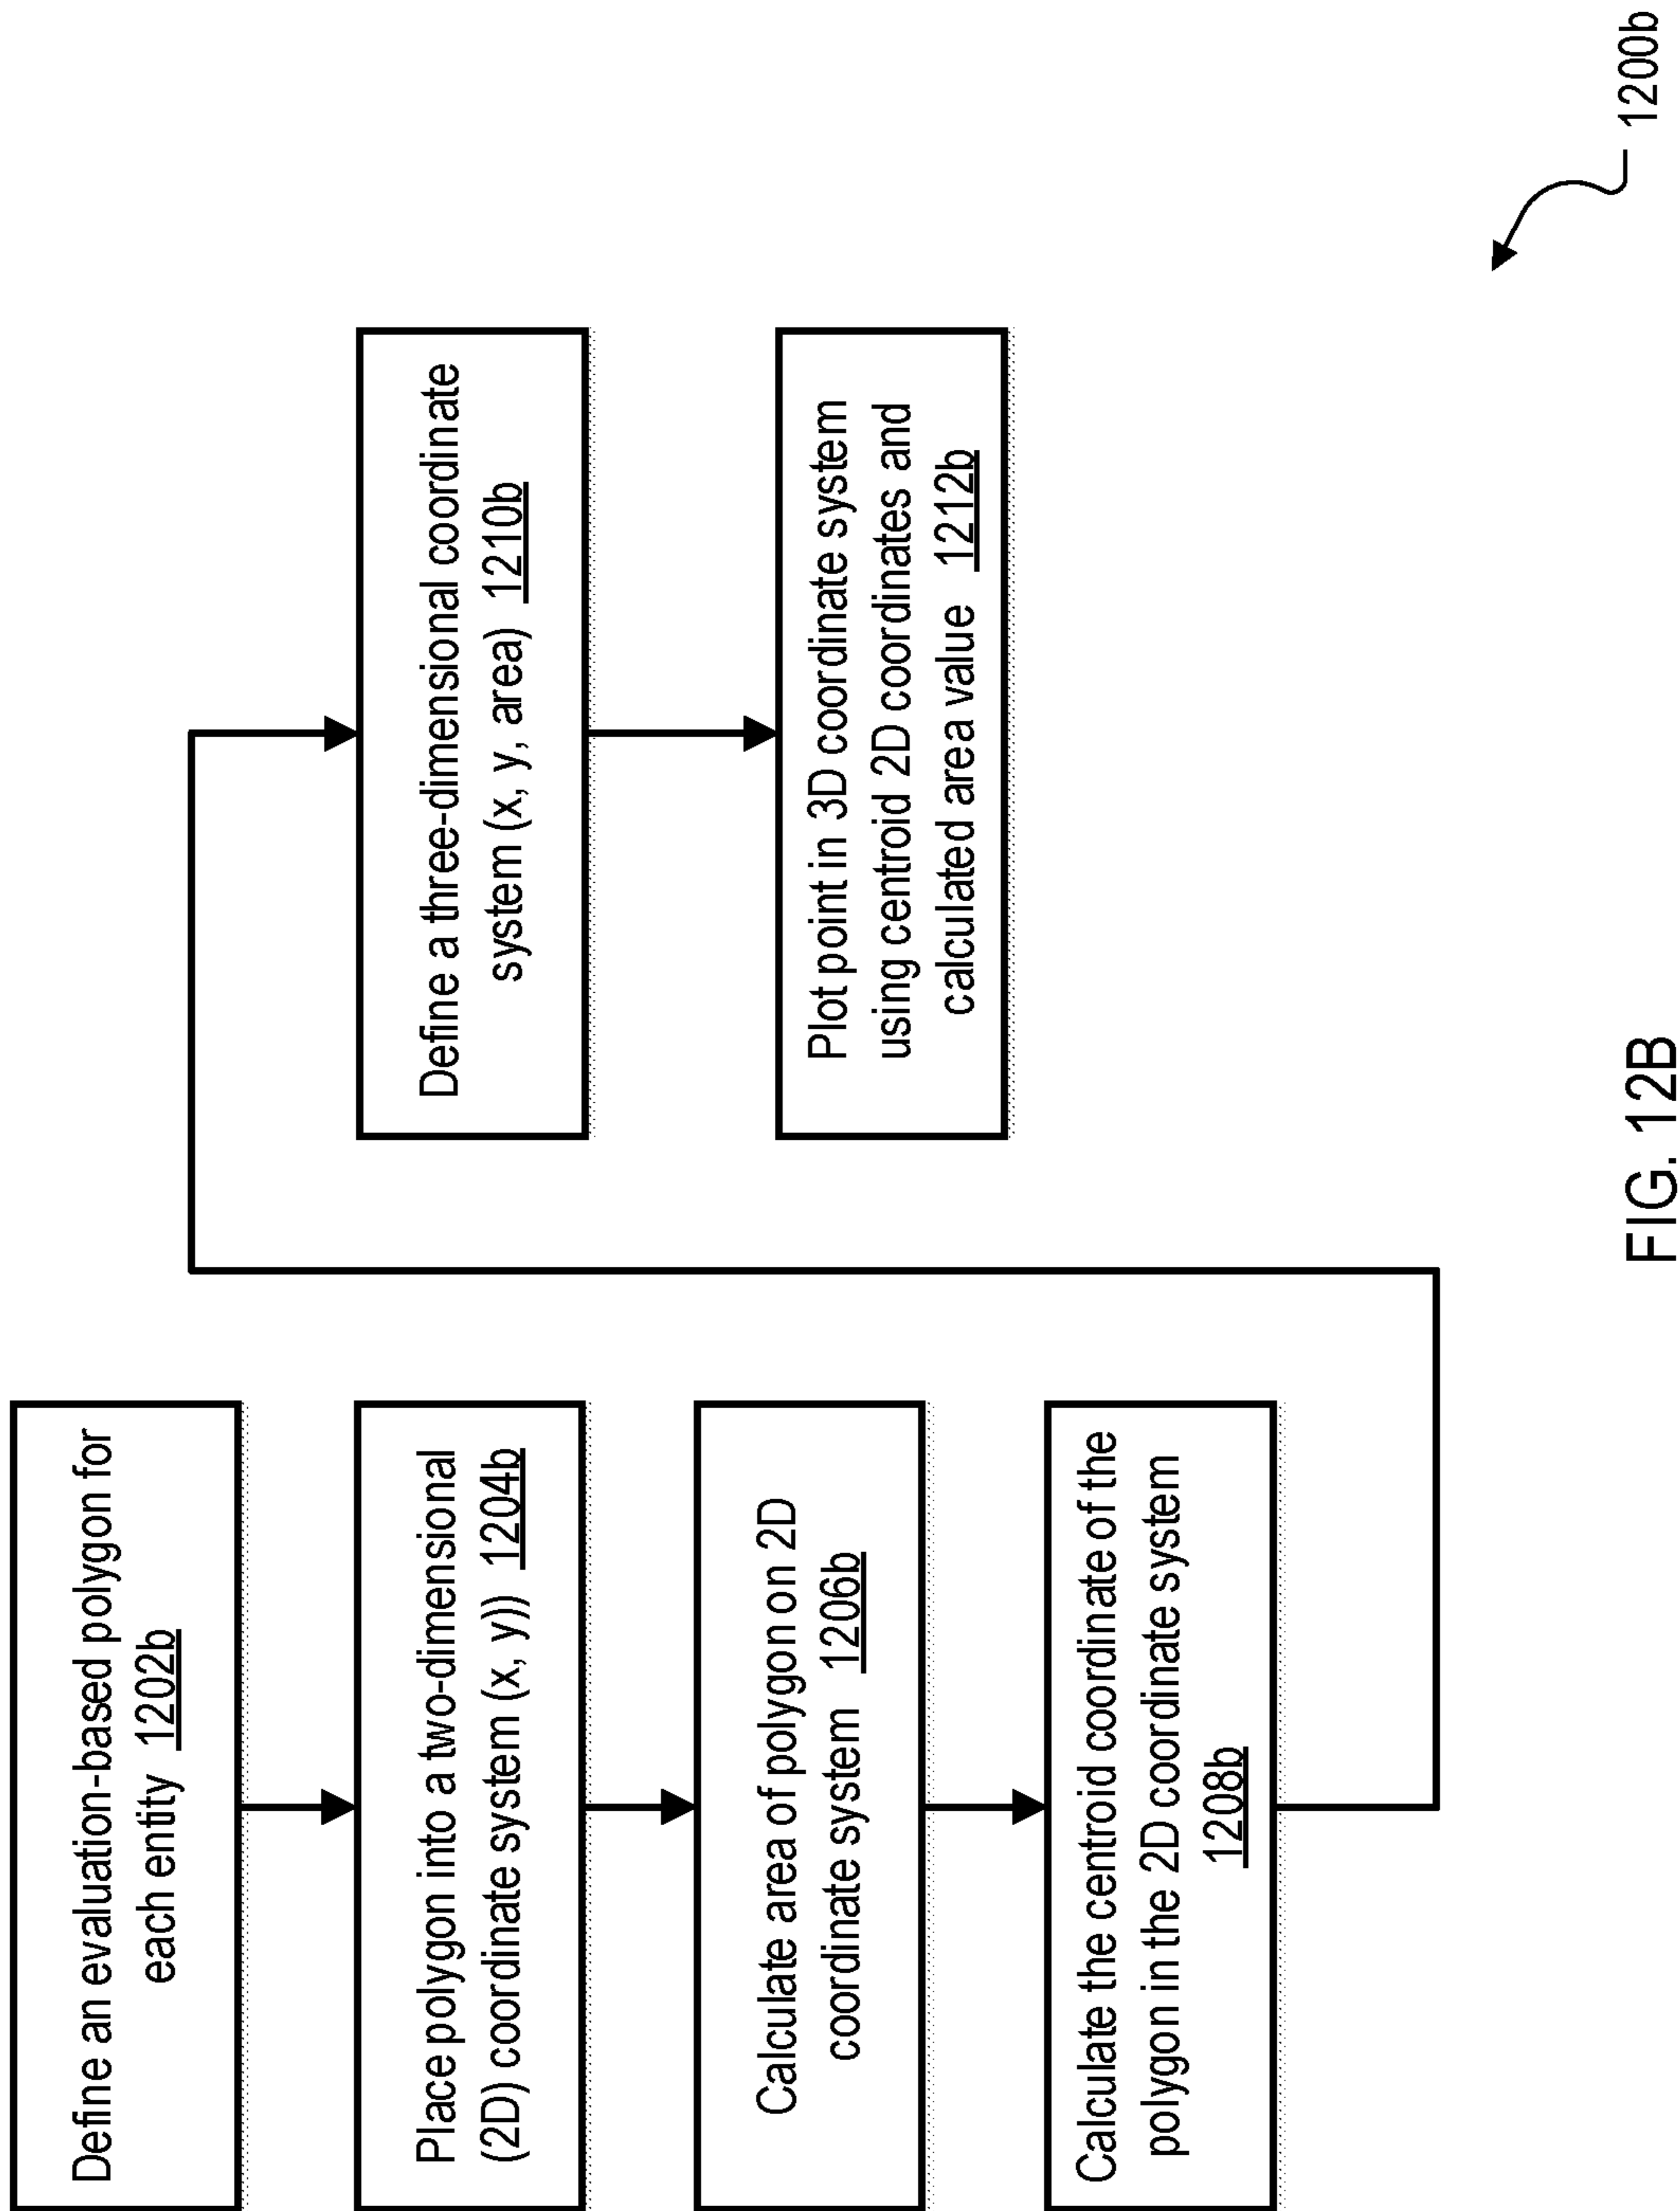 Define an evaluation-based polygon for
each entity 1202b
Place polygon into a two-dimensional
(2D) coordinate system (x, y)) 1204b
Calculate area of polygon on 2D
coordinate system 1206b
Calculate the centroid coordinate of the
polygon in the 2D coordinate system
1208b
Define a three-dimensional coordinate
system (x, y, area) 1210b
Plot point in 3D coordinate system
using centroid 2D coordinates and
calculated area value 1212b
1200b
FIG. 12B